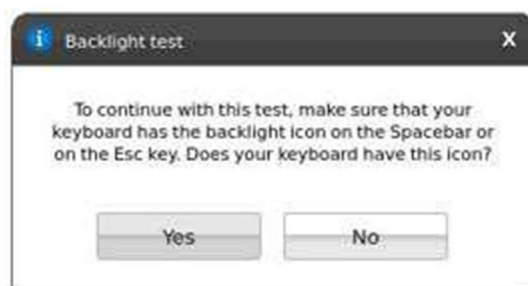 Backlight test X
To continue with this test, make sure that your
keyboard has the backlight icon on the Spacebar or
on the Esc key. Does your keyboard have this icon?
Yes No